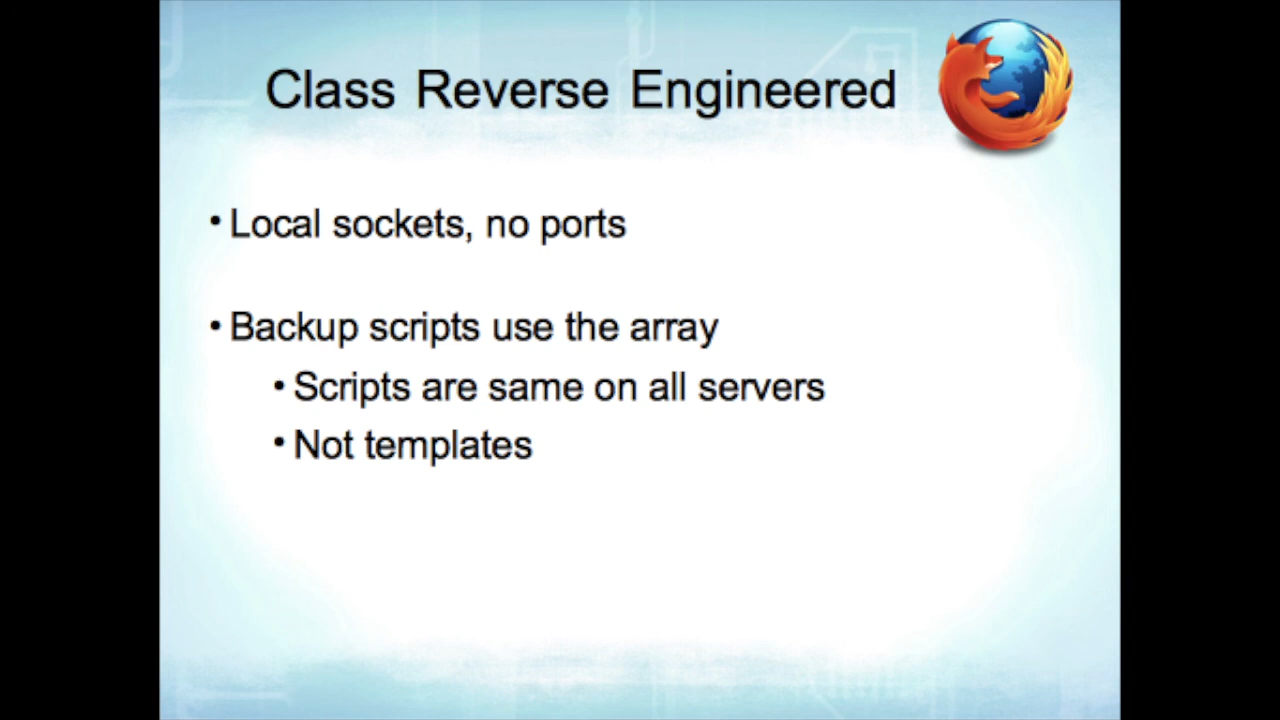 Class Reverse Engineered
• Local sockets, no ports
• Backup scripts use the array
• Scripts are same on all servers
• Not templates